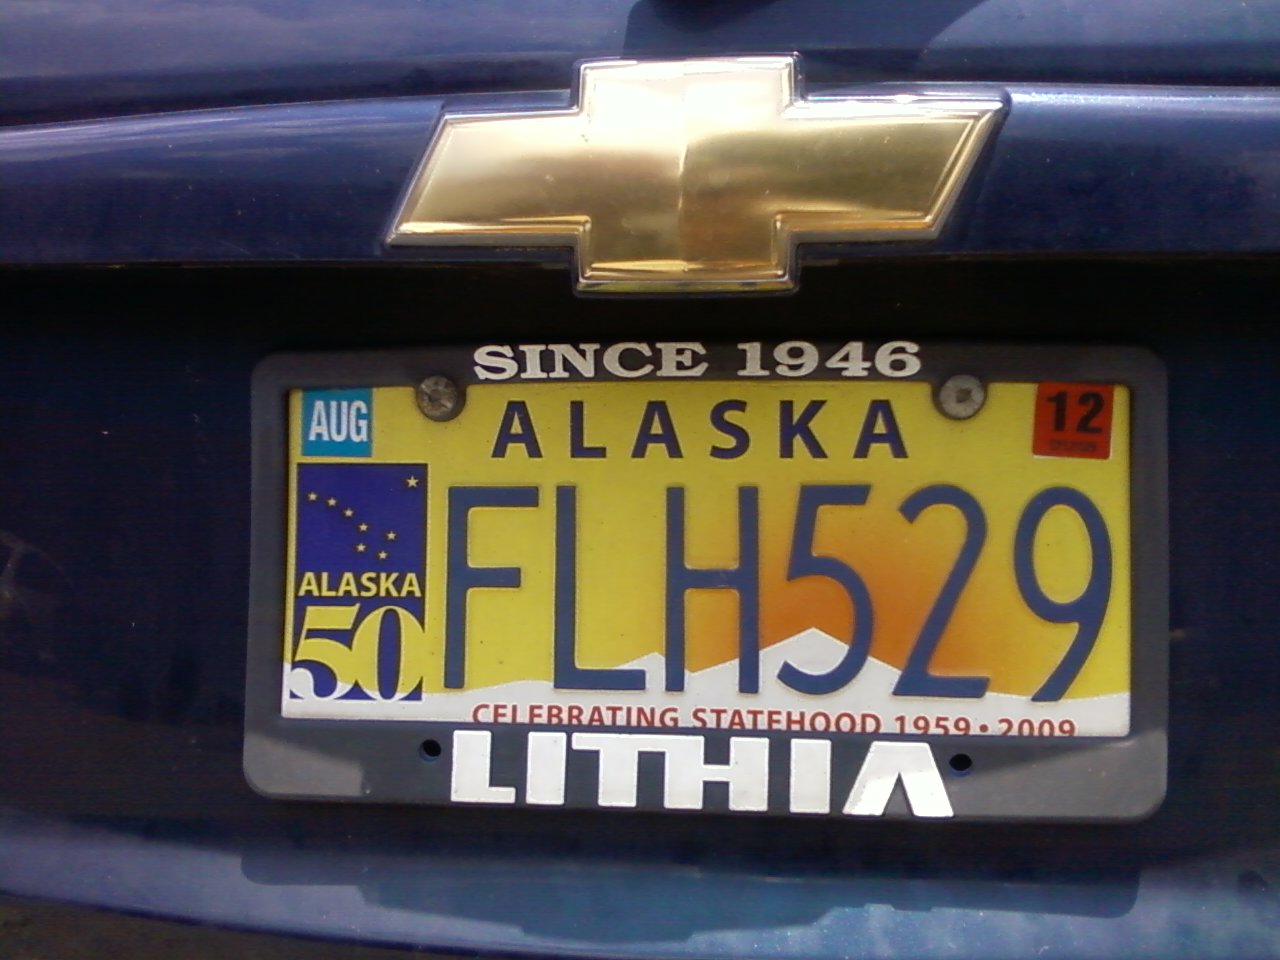 SINCE 1946
AUG
ALASKA
12
ALASKA
50
FLH529
CELEBRATING STATEHOOD 1959 • 2009
LITHIA